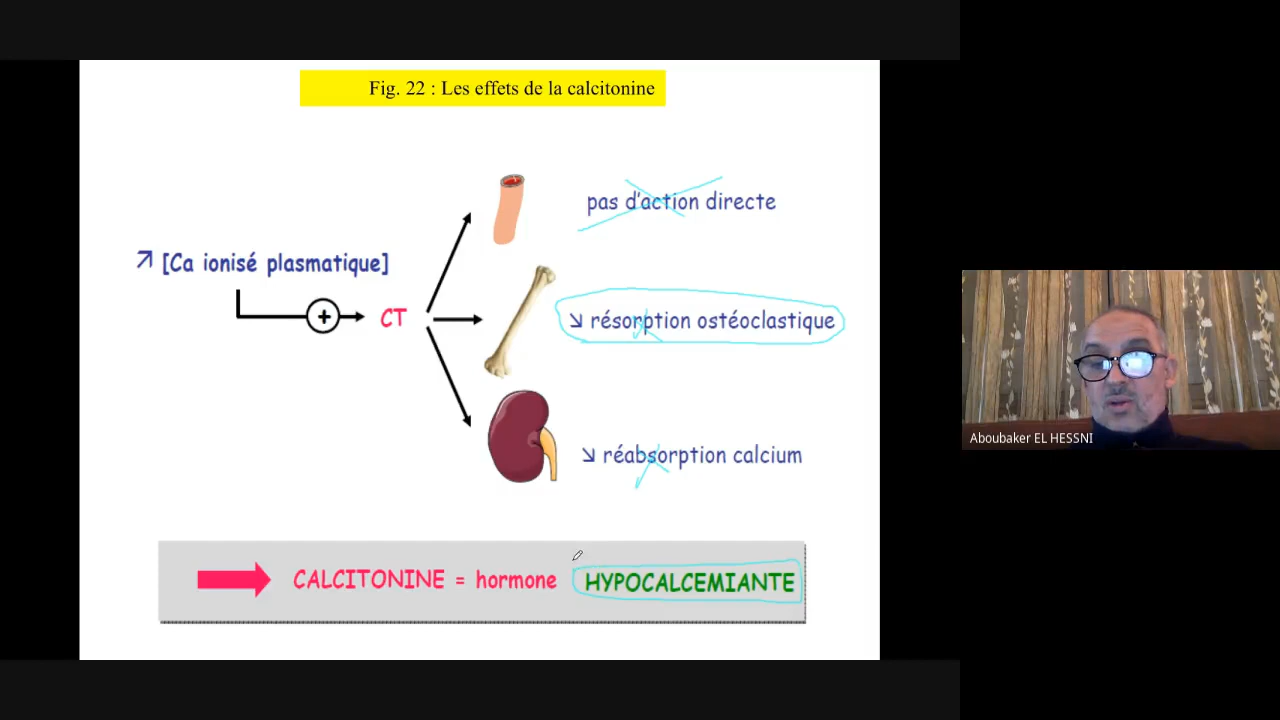 Fig. 22 : Les effets de la calcitonine
pas d'action directe
↗ [Ca ionisé plasmatique]
+
CT
↘ résorption ostéoclastique
↘ réabsorption calcium
CALCITONINE = hormone HYPOCALCEMIANTE
Aboubaker EL HESSNI